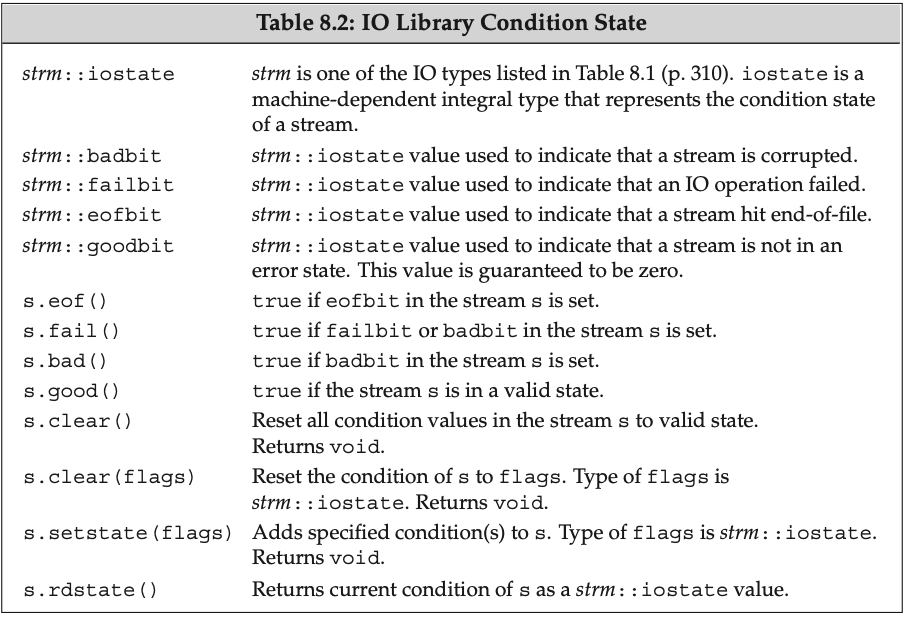 Table 8.2: IO Library Condition State
strm::iostate strm is one of the IO types listed in Table 8.1 (p. 310). iostate is a
machine-dependent integral type that represents the condition state
of a stream.
strm::badbit strm::iostate value used to indicate that a stream is corrupted.
strm::failbit strm::iostate value used to indicate that an IO operation failed.
strm::eofbit strm::iostate value used to indicate that a stream hit end-of-file.
strm::goodbit strm::iostate value used to indicate that a stream is not in an
error state. This value is guaranteed to be zero.
s.eof() true if eofbit in the stream s is set.
s.fail() true if failbit or badbit in the stream s is set.
s.bad() true if badbit in the stream s is set.
s.good() true if the stream s is in a valid state.
s.clear() Reset all condition values in the stream s to valid state.
Returns void.
s.clear(flags) Reset the condition of s to flags. Type of flags is
strm::iostate. Returns void.
s.setstate(flags) Adds specified condition(s) to s. Type of flags is strm::iostate.
Returns void.
s.rdstate() Returns current condition of s as a strm::iostate value.